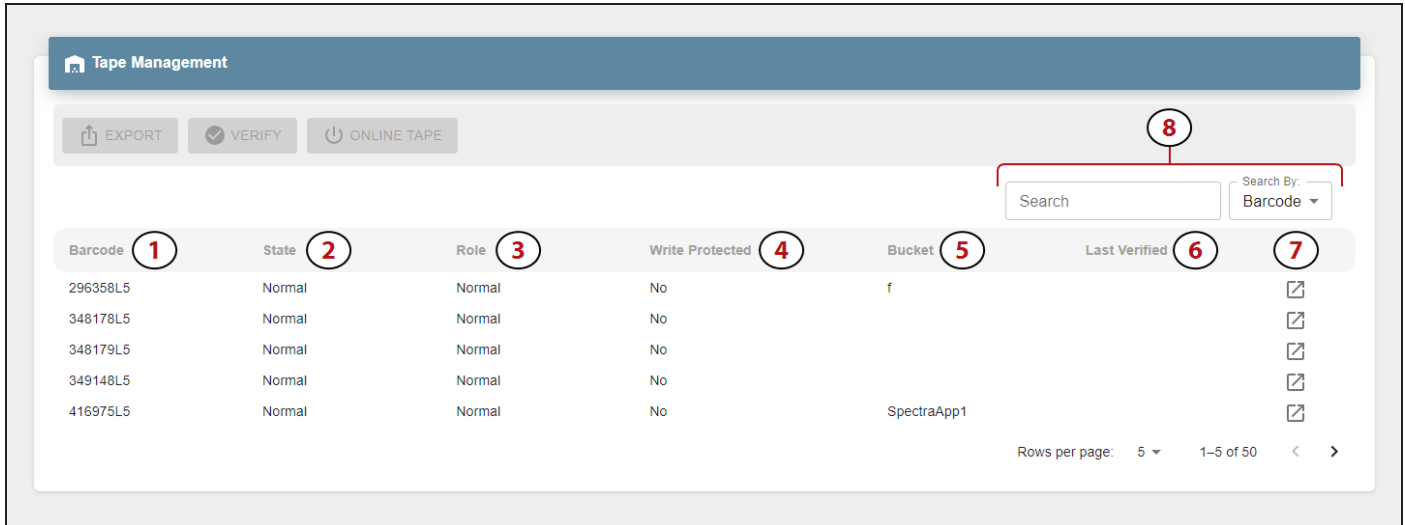 Tape Management
EXPORT VERIFY ONLINE TAPE
8
Search Search By: Barcode
Barcode 1 State 2 Role 3 Write Protected 4 Bucket 5 Last Verified 6 7
296358L5 Normal Normal No f
348178L5 Normal Normal No
348179L5 Normal Normal No
349148L5 Normal Normal No
416975L5 Normal Normal No SpectraApp1
Rows per page: 5 1–5 of 50